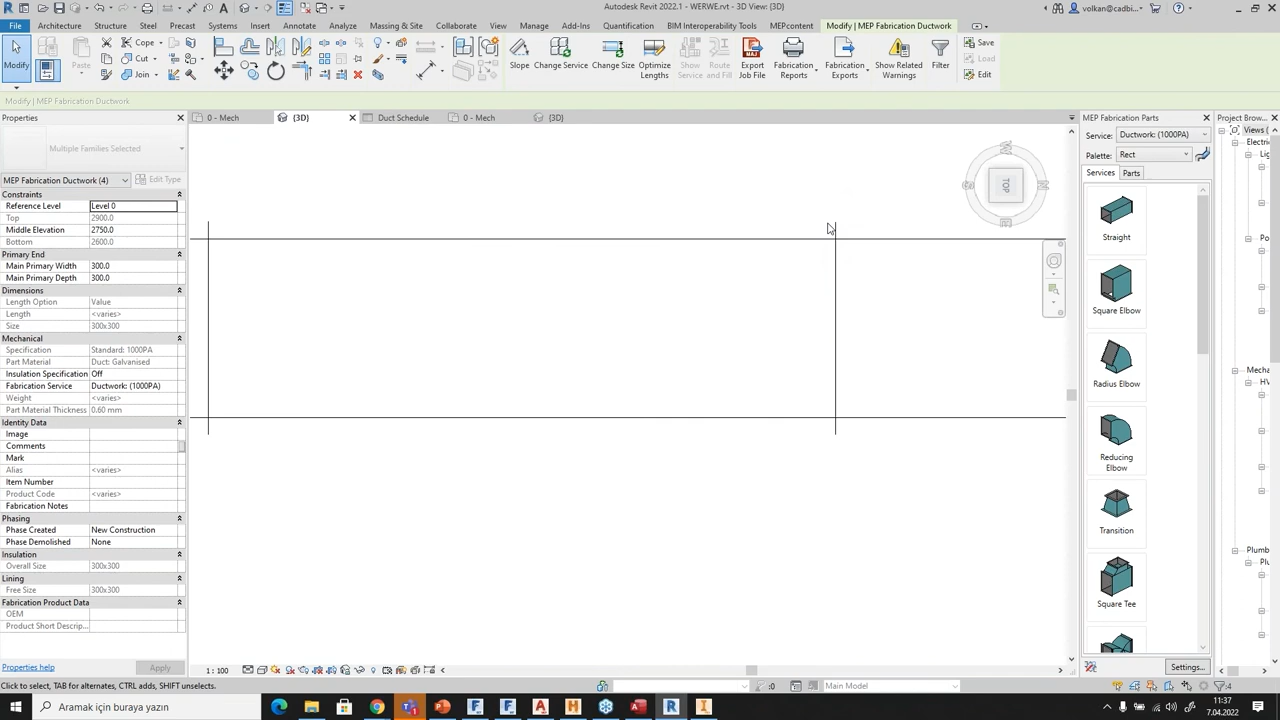 Autodesk Revit 2022.1 - WERWE.rvt - 3D View: {3D}
volkan@cadbi...
File Architecture Structure Steel Precast Systems Insert Annotate Analyze Massing & Site Collaborate View Manage Add-Ins Quantification BIM Interoperability Tools MEPcontent Modify | MEP Fabrication Ductwork
Cope
Cut
Join
Modify
Paste
Slope
Change Service
Change Size
Optimize Lengths
Show Service
Route and Fill
Export Job File
Fabrication Reports
Fabrication Exports
Show Related Warnings
Filter
Save
Load
Edit
Modify | MEP Fabrication Ductwork
Properties
0 - Mech
{3D}
Duct Schedule
0 - Mech
{3D}
MEP Fabrication Parts
Project Brow...
Multiple Families Selected
MEP Fabrication Ductwork (4)
Edit Type
Constraints
Reference Level Level 0
Top 2900.0
Middle Elevation 2750.0
Bottom 2600.0
Primary End
Main Primary Width 300.0
Main Primary Depth 300.0
Dimensions
Length Option Value
Length <varies>
Size 300x300
Mechanical
Specification Standard: 1000PA
Part Material Duct: Galvanised
Insulation Specification Off
Fabrication Service Ductwork: (1000PA)
Weight <varies>
Part Material Thickness 0.60 mm
Identity Data
Image
Comments
Mark
Alias <varies>
Item Number
Product Code <varies>
Fabrication Notes
Phasing
Phase Created New Construction
Phase Demolished None
Insulation
Overall Size 300x300
Lining
Free Size 300x300
Fabrication Product Data
OEM
Product Short Descrip...
Properties help
Apply
TOP
W
N
S
E
Service: Ductwork: (1000PA)
Palette: Rect
Services Parts
Straight
Square Elbow
Radius Elbow
Reducing Elbow
Transition
Square Tee
Settings...
Views (
Electric
Lig
Po
Mecha
HV
Plumb
Plu
1 : 100
Click to select, TAB for alternates, CTRL adds, SHIFT unselects.
:0
Main Model
:4
Aramak için buraya yazın
11:37
7.04.2022